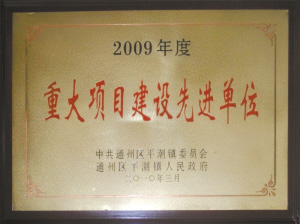 2009年度
重大项目建设先进单位
中共通州区平潮镇委员会
通州区平潮镇人民政府
二〇一〇年三月